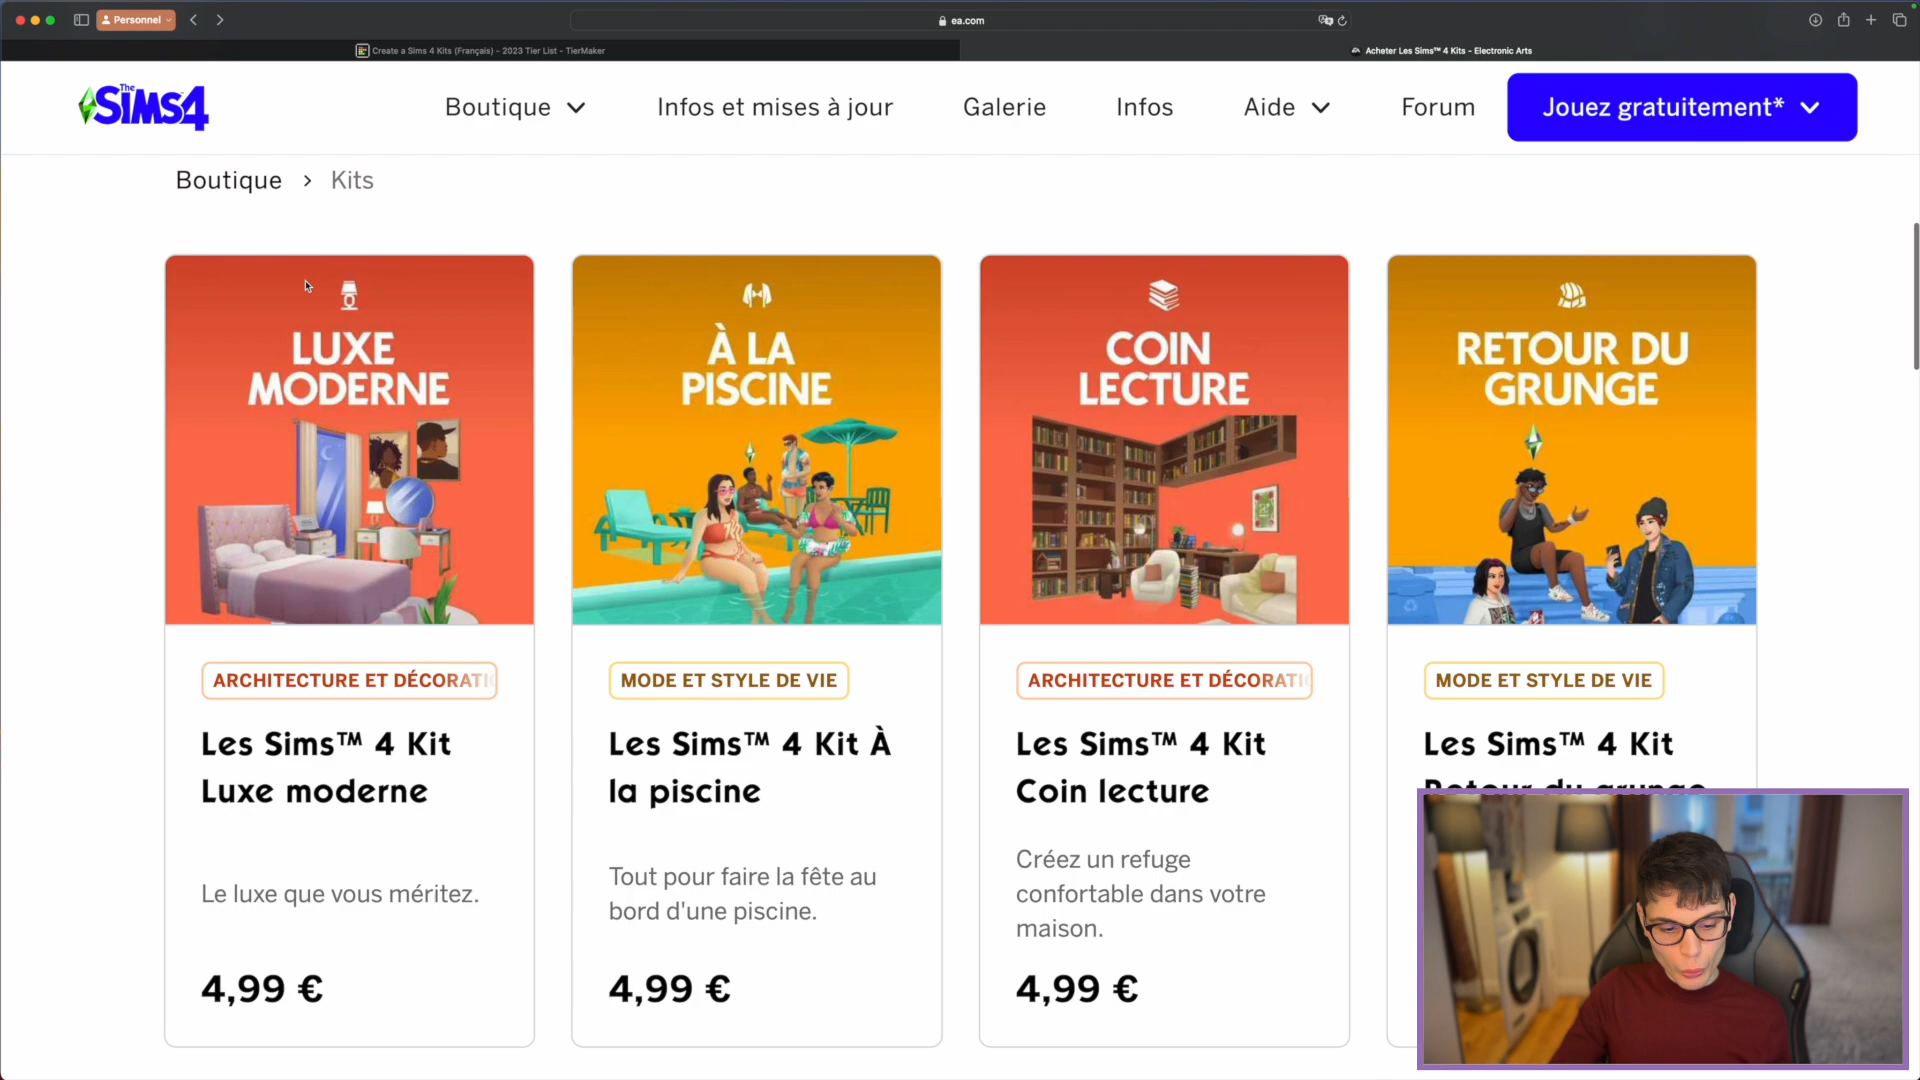 Personnel
ea.com
Create a Sims 4 Kits (Français) - 2023 Tier List - TierMaker
Acheter Les Sims™ 4 Kits - Electronic Arts
The SIMS4
Boutique
Infos et mises à jour
Galerie
Infos
Aide
Forum
Jouez gratuitement*
Boutique > Kits
LUXE
MODERNE
ARCHITECTURE ET DÉCORATI
Les Sims™ 4 Kit
Luxe moderne
Le luxe que vous méritez.
4,99 €
À LA
PISCINE
MODE ET STYLE DE VIE
Les Sims™ 4 Kit À
la piscine
Tout pour faire la fête au
bord d'une piscine.
4,99 €
COIN
LECTURE
ARCHITECTURE ET DÉCORATI
Les Sims™ 4 Kit
Coin lecture
Créez un refuge
confortable dans votre
maison.
4,99 €
RETOUR DU
GRUNGE
MODE ET STYLE DE VIE
Les Sims™ 4 Kit
Retour du grunge